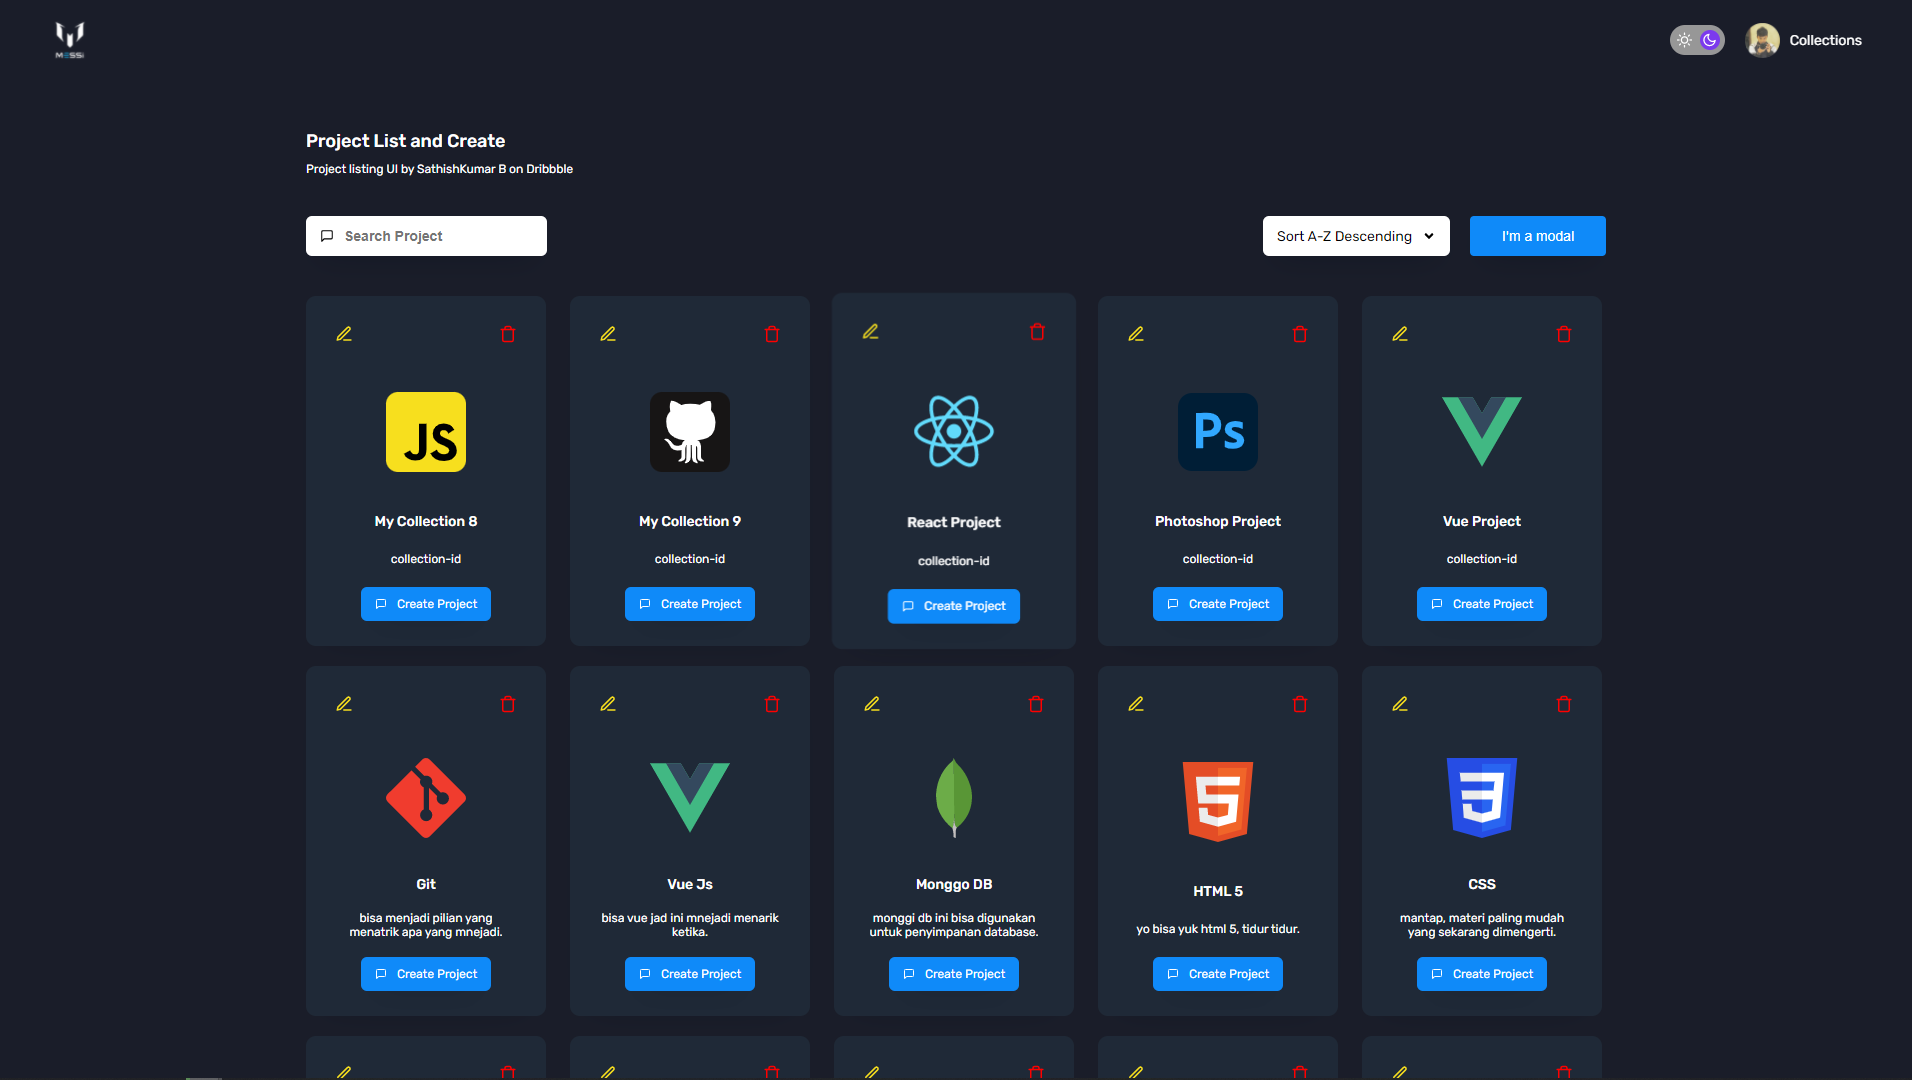 MESSI
Collections
Project List and Create
Project listing UI by SathishKumar B on Dribbble
Search Project
Sort A-Z Descending
I'm a modal
JS
My Collection 8
collection-id
Create Project
My Collection 9
collection-id
Create Project
React Project
collection-id
Create Project
Ps
Photoshop Project
collection-id
Create Project
Vue Project
collection-id
Create Project
Git
bisa menjadi pilian yang
menatrik apa yang mnejadi.
Create Project
Vue Js
bisa vue jad ini mnejadi menarik
ketika.
Create Project
Monggo DB
monggi db ini bisa digunakan
untuk penyimpanan database.
Create Project
5
HTML 5
yo bisa yuk html 5, tidur tidur.
Create Project
3
CSS
mantap, materi paling mudah
yang sekarang dimengerti.
Create Project